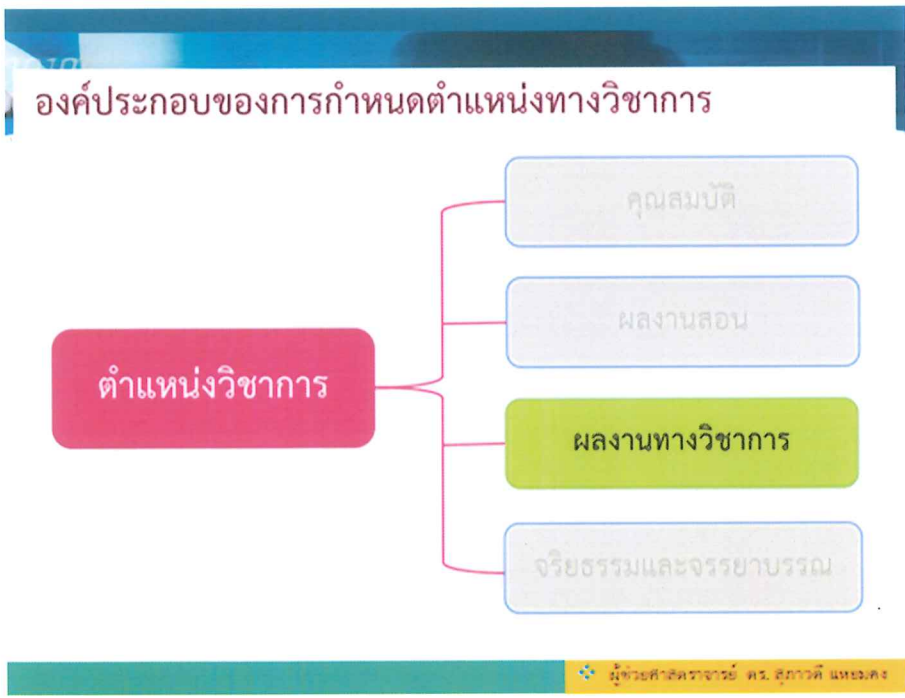 องค์ประกอบของการกำหนดตำแหน่งทางวิชาการ
คุณสมบัติ
ผลงานสอน
ตำแหน่งวิชาการ
ผลงานทางวิชาการ
จริยธรรมและจรรยาบรรณ
ผู้ช่วยศาสตราจารย์ ดร. สุภาวดี แหยมคง